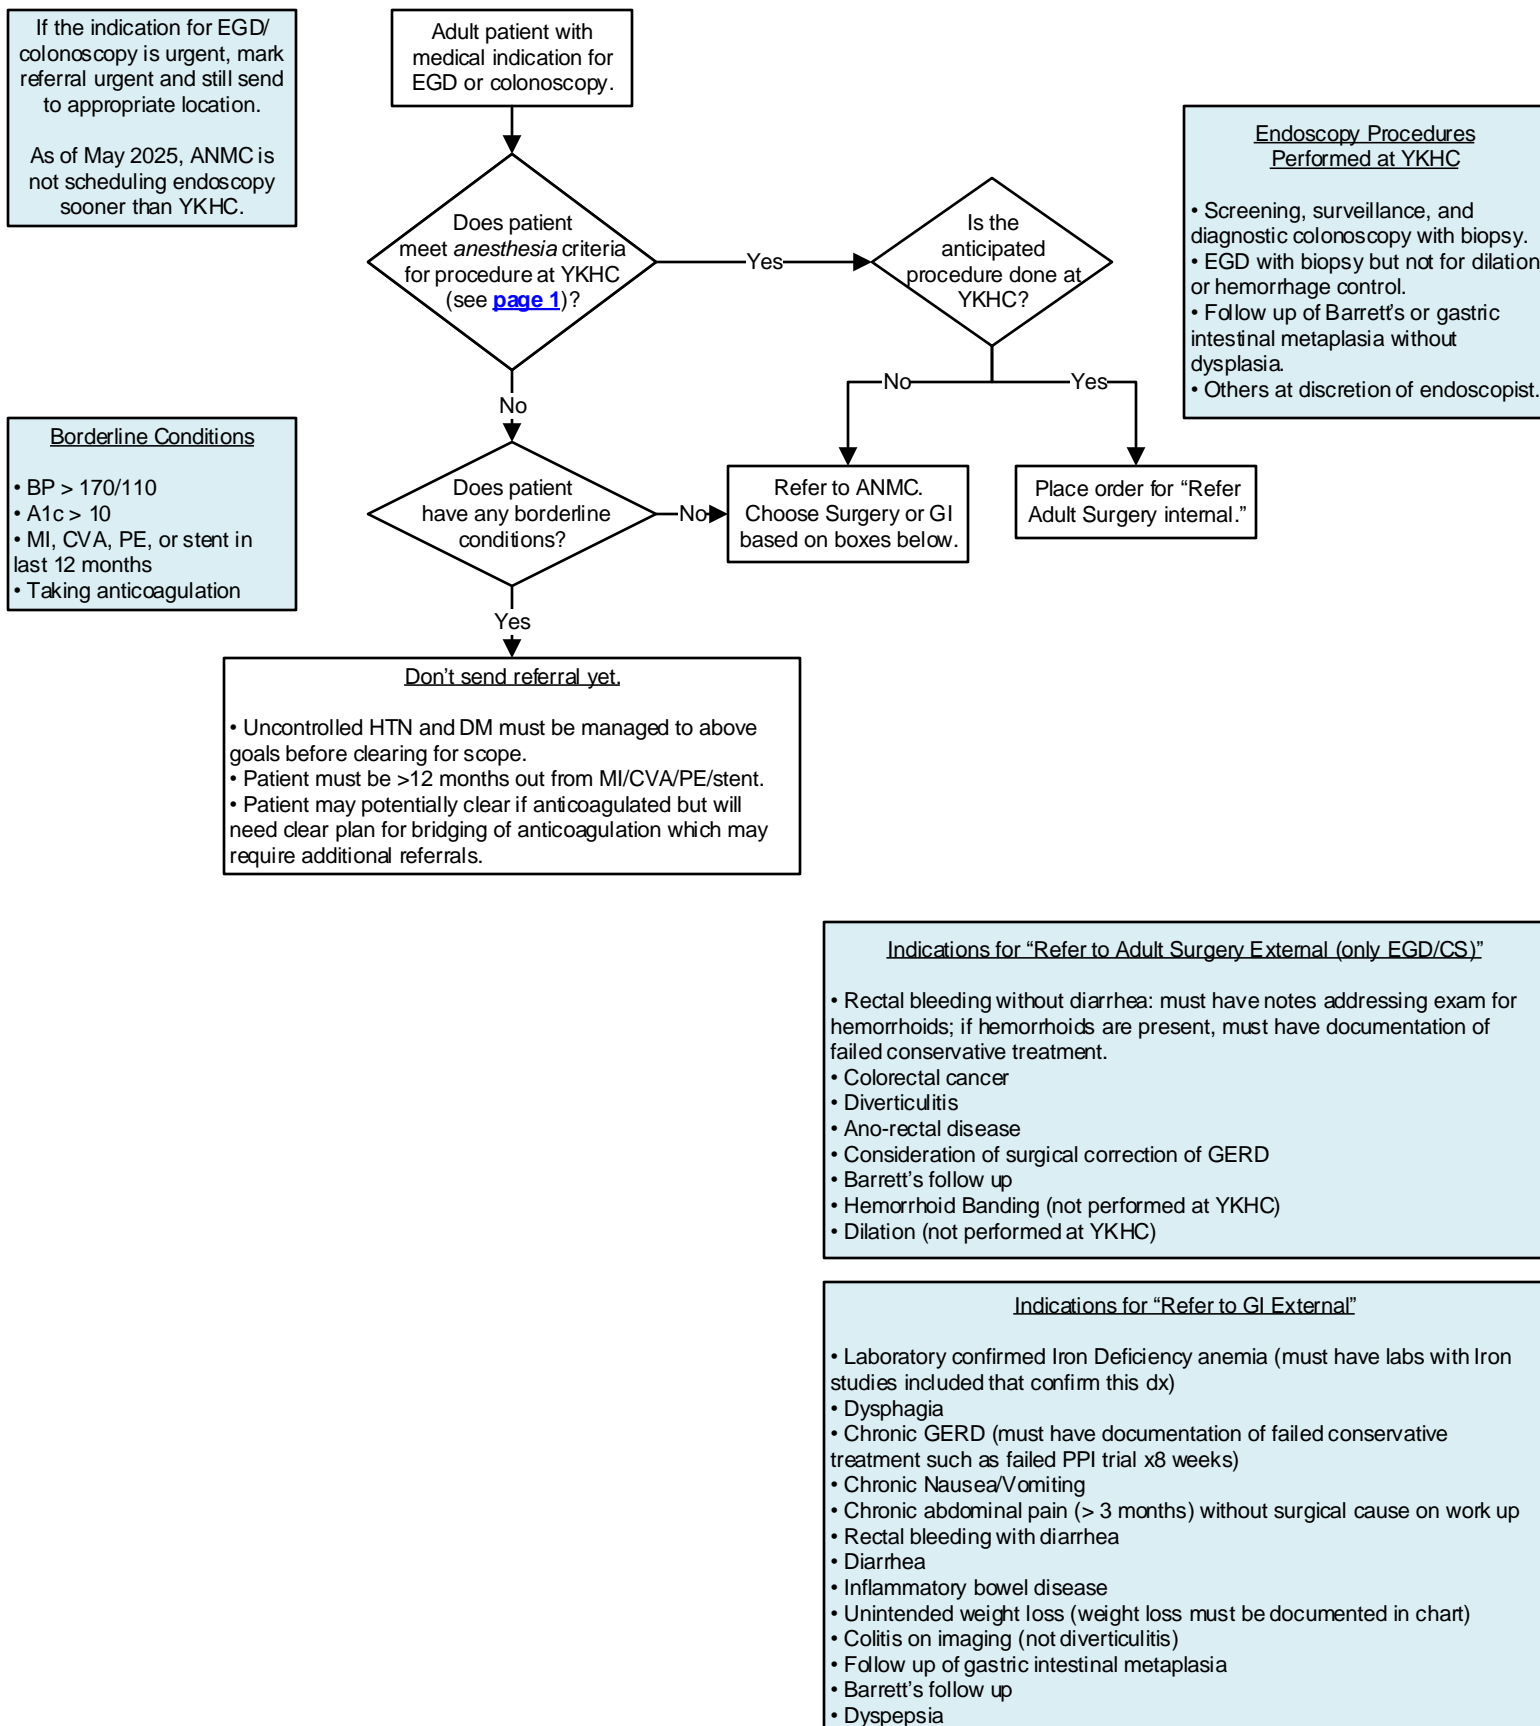 If the indication for EGD/
colonoscopy is urgent, mark
referral urgent and still send
to appropriate location.
As of May 2025, ANMC is
not scheduling endoscopy
sooner than YKHC.
Adult patient with
medical indication for
EGD or colonoscopy.
Endoscopy Procedures
Performed at YKHC
• Screening, surveillance, and
diagnostic colonoscopy with biopsy.
• EGD with biopsy but not for dilation
or hemorrhage control.
• Follow up of Barrett's or gastric
intestinal metaplasia without
dysplasia.
• Others at discretion of endoscopist.
Does patient
meet anesthesia criteria
for procedure at YKHC
(see page 1)?
Yes
Is the
anticipated
procedure done at
YKHC?
No
Yes
No
Borderline Conditions
• BP > 170/110
• A1c > 10
• MI, CVA, PE, or stent in
last 12 months
• Taking anticoagulation
Does patient
have any borderline
conditions?
No
Refer to ANMC.
Choose Surgery or GI
based on boxes below.
Place order for “Refer
Adult Surgery internal.”
Yes
Don't send referral yet.
• Uncontrolled HTN and DM must be managed to above
goals before clearing for scope.
• Patient must be >12 months out from MI/CVA/PE/stent.
• Patient may potentially clear if anticoagulated but will
need clear plan for bridging of anticoagulation which may
require additional referrals.
Indications for “Refer to Adult Surgery External (only EGD/CS)”
• Rectal bleeding without diarrhea: must have notes addressing exam for
hemorrhoids; if hemorrhoids are present, must have documentation of
failed conservative treatment.
• Colorectal cancer
• Diverticulitis
• Ano-rectal disease
• Consideration of surgical correction of GERD
• Barrett's follow up
• Hemorrhoid Banding (not performed at YKHC)
• Dilation (not performed at YKHC)
Indications for “Refer to GI External”
• Laboratory confirmed Iron Deficiency anemia (must have labs with Iron
studies included that confirm this dx)
• Dysphagia
• Chronic GERD (must have documentation of failed conservative
treatment such as failed PPI trial x8 weeks)
• Chronic Nausea/Vomiting
• Chronic abdominal pain (> 3 months) without surgical cause on work up
• Rectal bleeding with diarrhea
• Diarrhea
• Inflammatory bowel disease
• Unintended weight loss (weight loss must be documented in chart)
• Colitis on imaging (not diverticulitis)
• Follow up of gastric intestinal metaplasia
• Barrett's follow up
• Dyspepsia